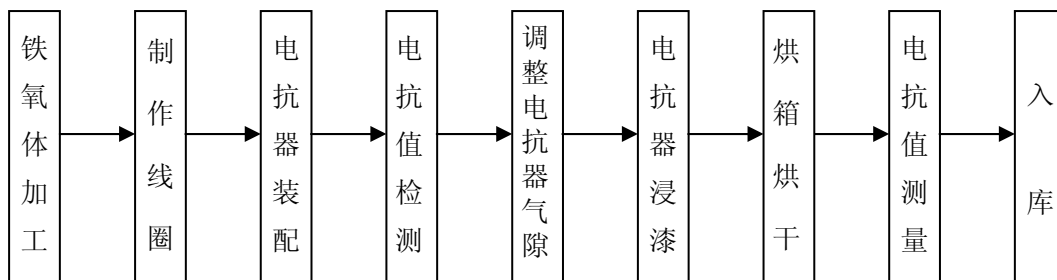 铁氧体加工
制作线圈
电抗器装配
电抗值检测
调整电抗器气隙
电抗器浸漆
烘箱烘干
电抗值测量
入库